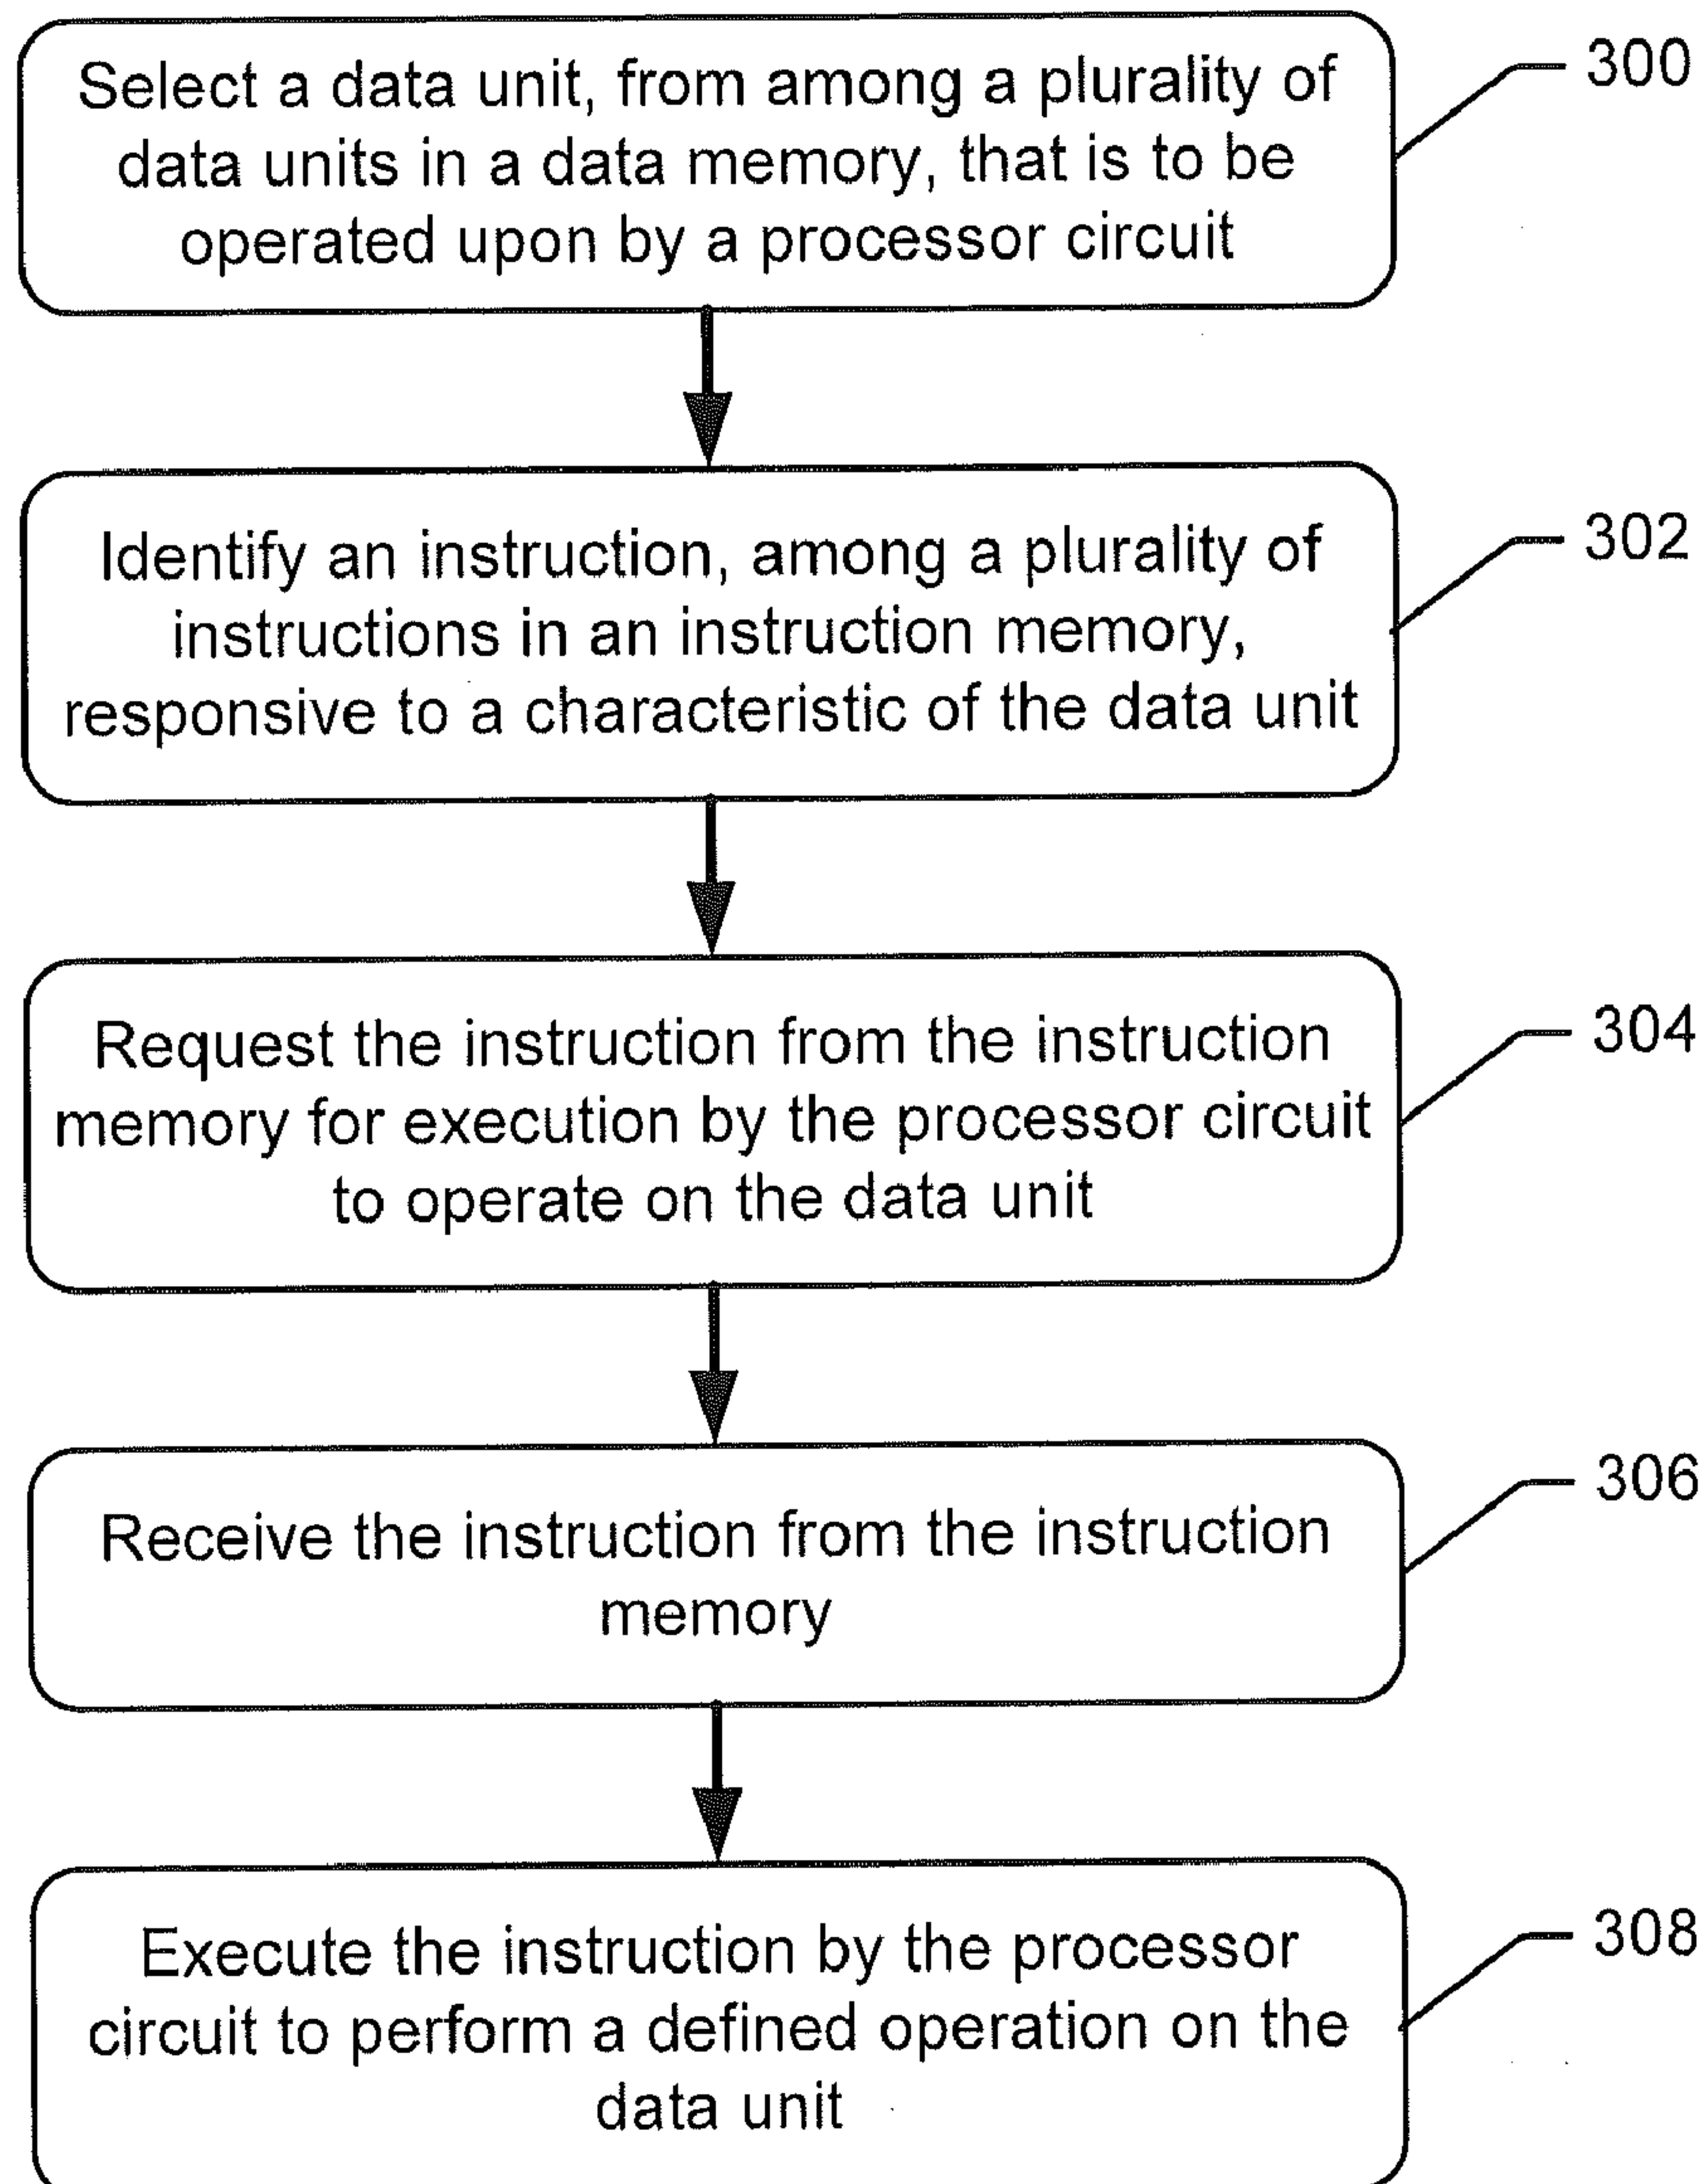 Select a data unit, from among a plurality of
data units in a data memory, that is to be
operated upon by a processor circuit
300
Identify an instruction, among a plurality of
instructions in an instruction memory,
responsive to a characteristic of the data unit
302
Request the instruction from the instruction
memory for execution by the processor circuit
to operate on the data unit
304
Receive the instruction from the instruction
memory
306
Execute the instruction by the processor
circuit to perform a defined operation on the
data unit
308